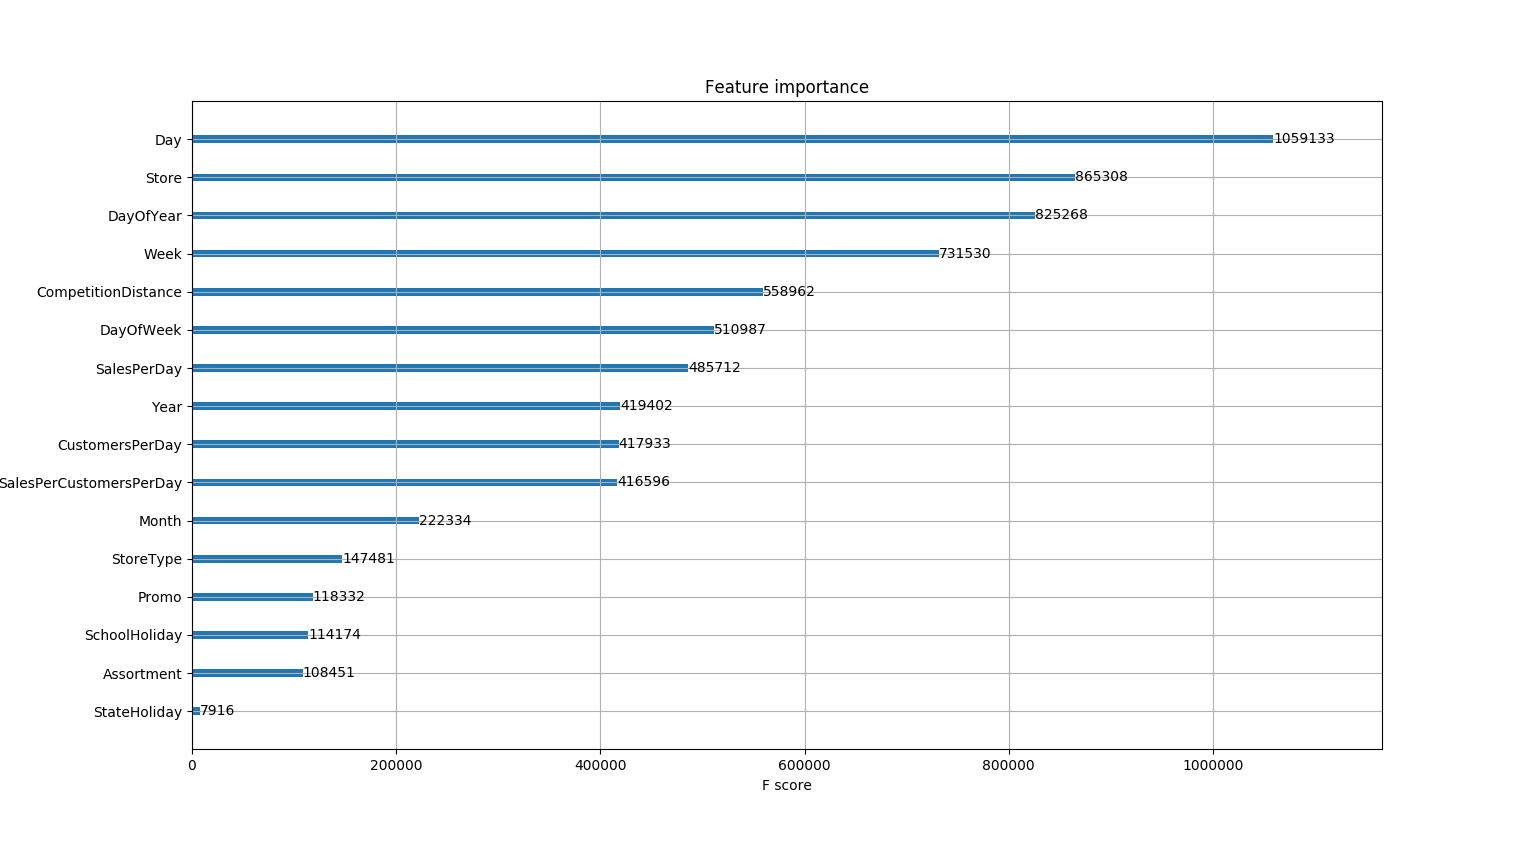 Feature importance
Day 1059133
Store 865308
DayOfYear 825268
Week 731530
CompetitionDistance 558962
DayOfWeek 510987
SalesPerDay 485712
Year 419402
CustomersPerDay 417933
SalesPerCustomersPerDay 416596
Month 222334
StoreType 147481
Promo 118332
SchoolHoliday 114174
Assortment 108451
StateHoliday 7916
0 200000 400000 600000 800000 1000000
F score